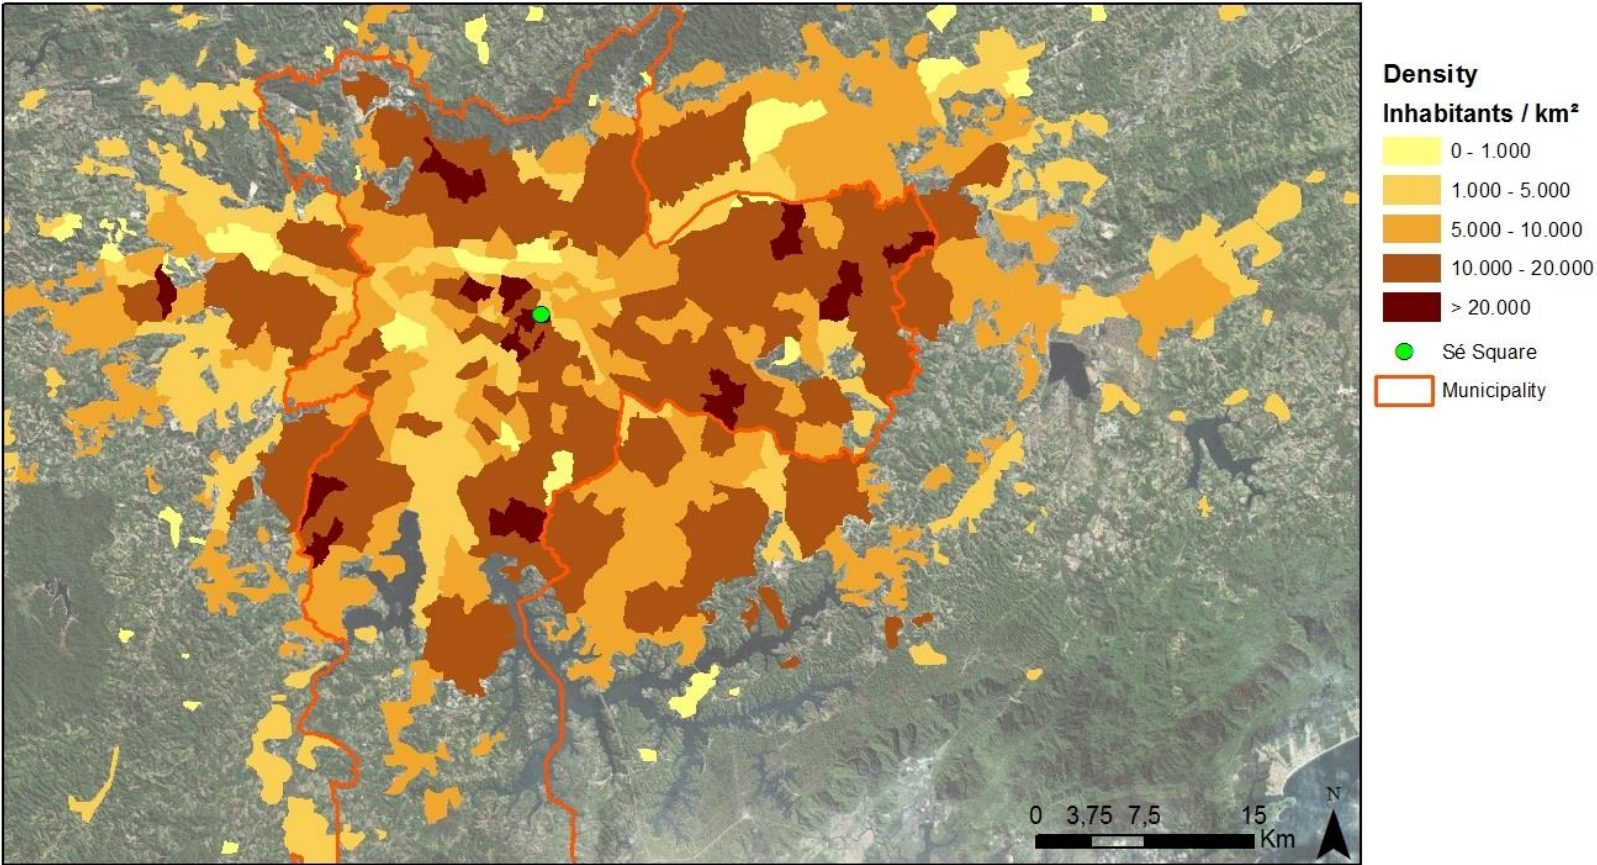 Density
Inhabitants / km²
0 - 1.000
1.000 - 5.000
5.000 - 10.000
10.000 - 20.000
> 20.000
Sé Square
Municipality
N
0 3,75 7,5 15
Km